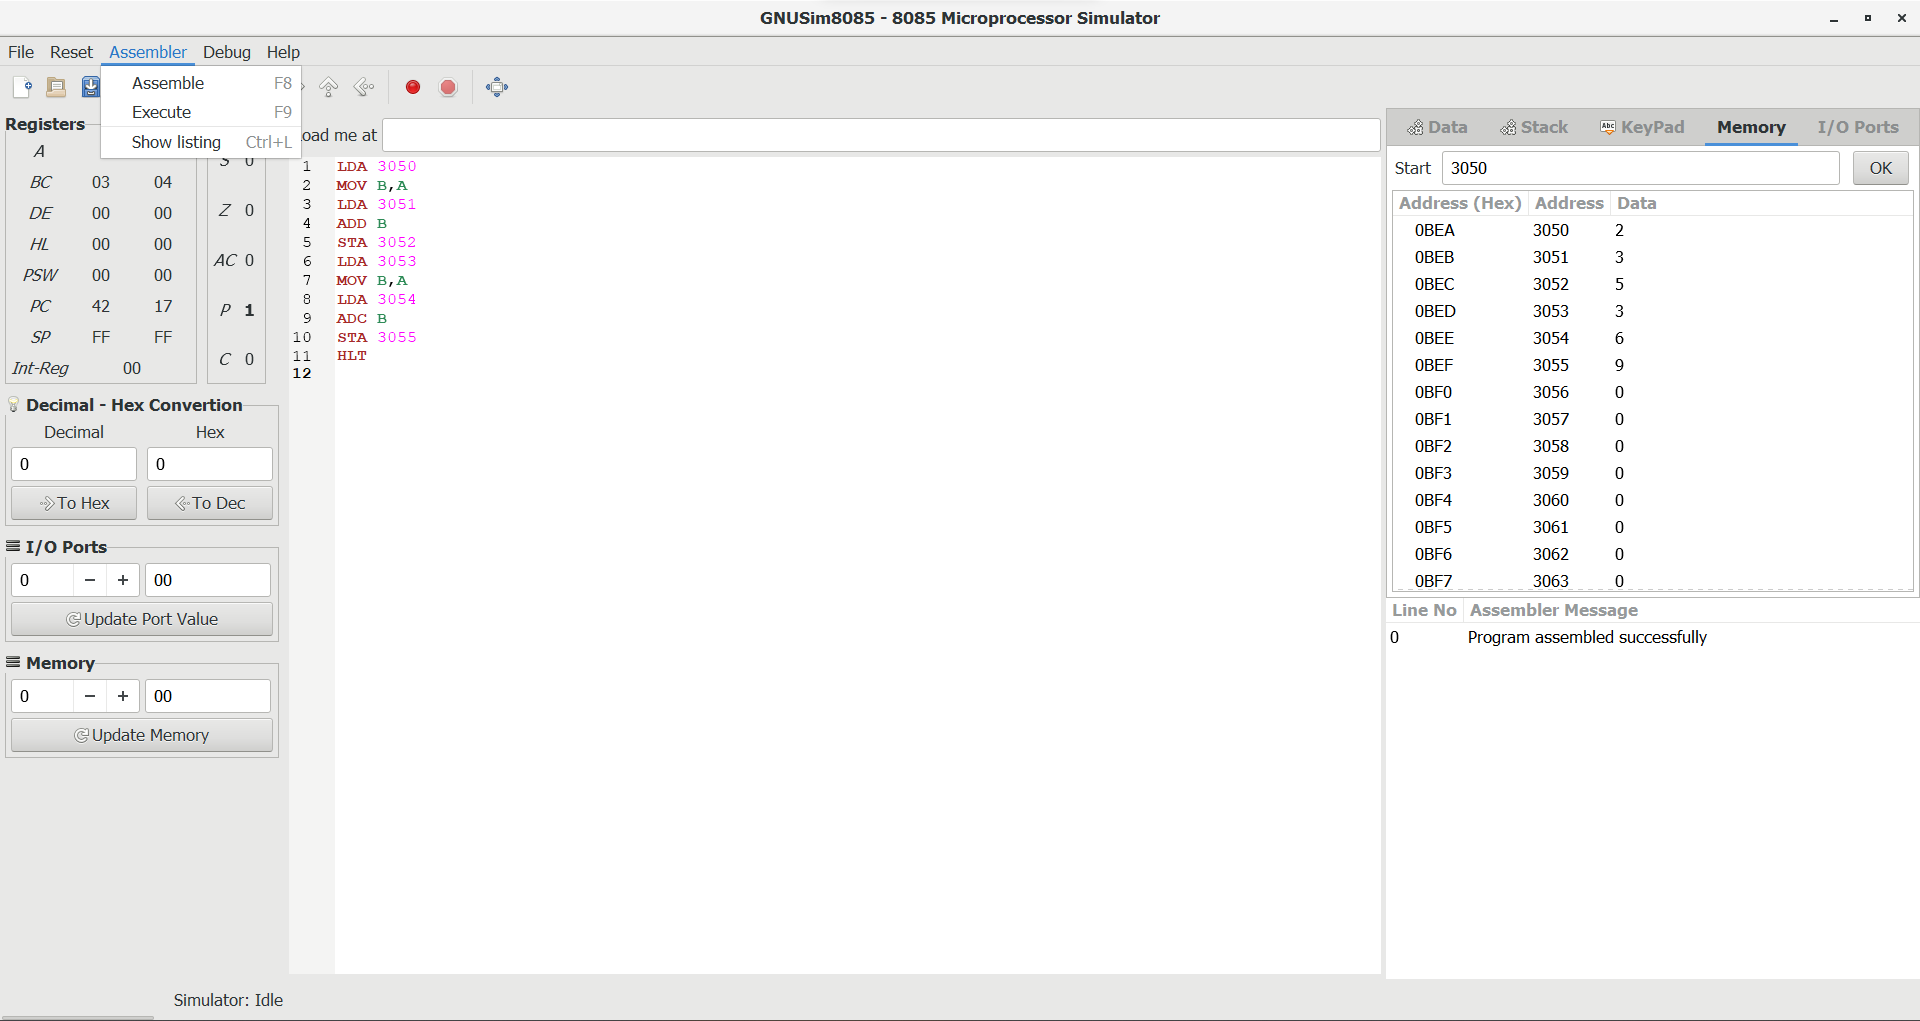 GNUSim8085 - 8085 Microprocessor Simulator
File Reset Assembler Debug Help
Assemble F8
Execute F9
Show listing Ctrl+L
Registers
A
BC 03 04
DE 00 00
HL 00 00
PSW 00 00
PC 42 17
SP FF FF
Int-Reg 00
S 0
Z 0
AC 0
P 1
C 0
Decimal - Hex Convertion
Decimal Hex
0 0
To Hex To Dec
I/O Ports
0 − + 00
Update Port Value
Memory
0 − + 00
Update Memory
oad me at
1 LDA 3050
2 MOV B,A
3 LDA 3051
4 ADD B
5 STA 3052
6 LDA 3053
7 MOV B,A
8 LDA 3054
9 ADC B
10 STA 3055
11 HLT
12
Data Stack Abc KeyPad Memory I/O Ports
Start 3050 OK
Address (Hex) Address Data
0BEA 3050 2
0BEB 3051 3
0BEC 3052 5
0BED 3053 3
0BEE 3054 6
0BEF 3055 9
0BF0 3056 0
0BF1 3057 0
0BF2 3058 0
0BF3 3059 0
0BF4 3060 0
0BF5 3061 0
0BF6 3062 0
0BF7 3063 0
Line No Assembler Message
0 Program assembled successfully
Simulator: Idle